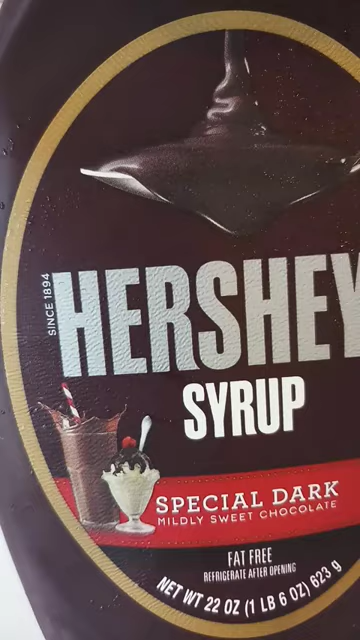 SINCE 1894
HERSHEY
SYRUP
SPECIAL DARK
MILDLY SWEET CHOCOLATE
FAT FREE
REFRIGERATE AFTER OPENING
NET WT 22 OZ (1 LB 6 OZ) 623 g